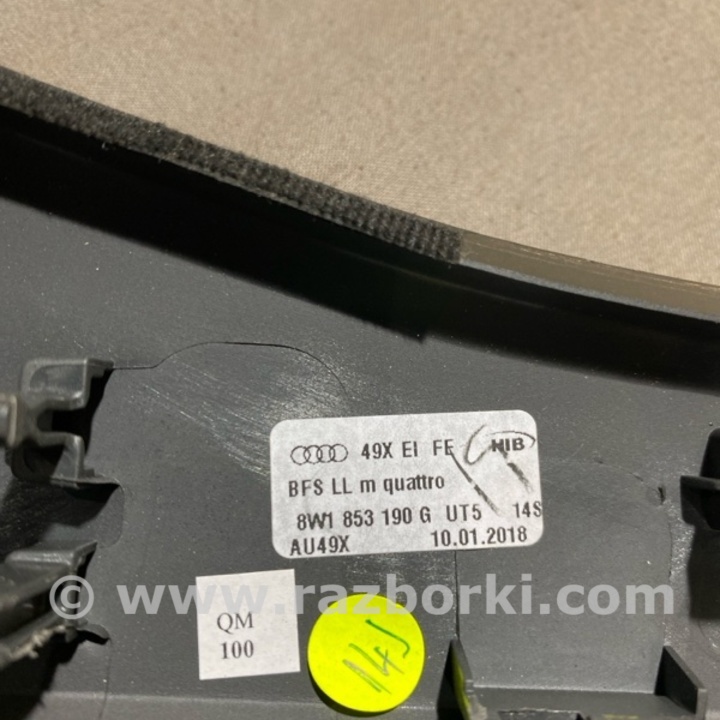 49X EI FE HIB
BFS LL m quattro
8W1 853 190 G UT5 14S
AU49X 10.01.2018
© www.razborki.com
QM
100
14J